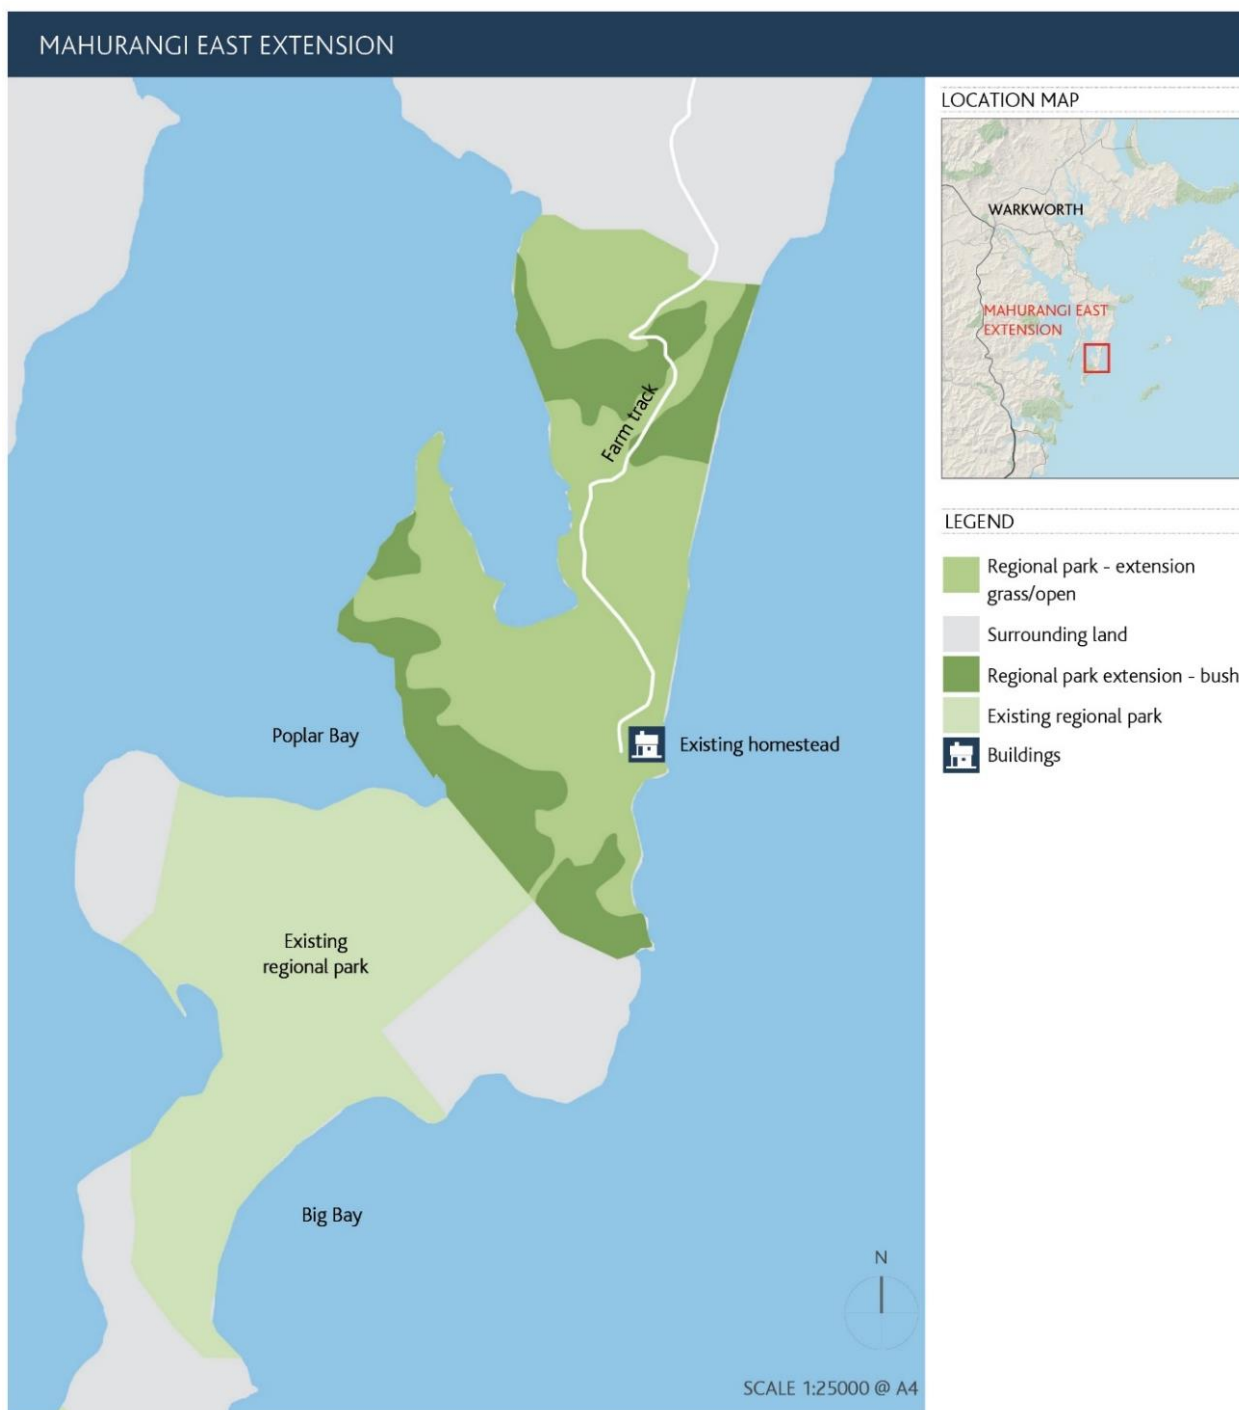 MAHURANGI EAST EXTENSION
LOCATION MAP
WARKWORTH
MAHURANGI EAST
EXTENSION
LEGEND
Regional park - extension
grass/open
Surrounding land
Regional park extension - bush
Existing regional park
Buildings
Farm track
Poplar Bay
Existing homestead
Existing
regional park
Big Bay
N
SCALE 1:25000 @ A4